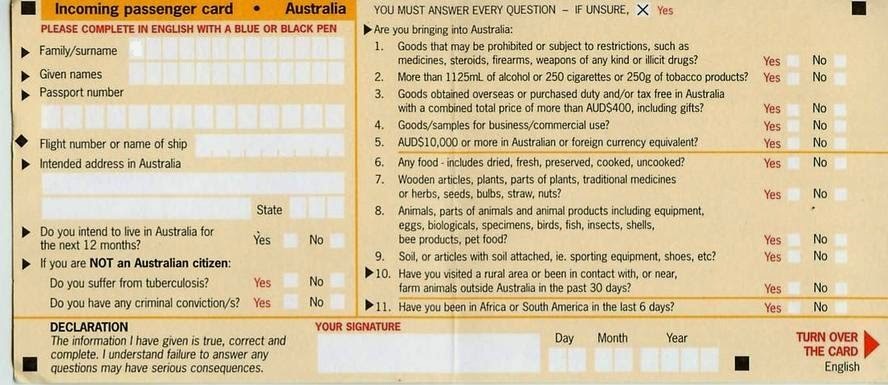 Incoming passenger card • Australia
PLEASE COMPLETE IN ENGLISH WITH A BLUE OR BLACK PEN
Family/surname
Given names
Passport number
Flight number or name of ship
Intended address in Australia
State
Do you intend to live in Australia for
the next 12 months?
Yes No
If you are NOT an Australian citizen:
Do you suffer from tuberculosis? Yes No
Do you have any criminal conviction/s? Yes No
YOU MUST ANSWER EVERY QUESTION – IF UNSURE, X Yes
Are you bringing into Australia:
1. Goods that may be prohibited or subject to restrictions, such as
medicines, steroids, firearms, weapons of any kind or illicit drugs? Yes No
2. More than 1125mL of alcohol or 250 cigarettes or 250g of tobacco products? Yes No
3. Goods obtained overseas or purchased duty and/or tax free in Australia
with a combined total price of more than AUD$400, including gifts? Yes No
4. Goods/samples for business/commercial use? Yes No
5. AUD$10,000 or more in Australian or foreign currency equivalent? Yes No
6. Any food - includes dried, fresh, preserved, cooked, uncooked? Yes No
7. Wooden articles, plants, parts of plants, traditional medicines
or herbs, seeds, bulbs, straw, nuts? Yes No
8. Animals, parts of animals and animal products including equipment,
eggs, biologicals, specimens, birds, fish, insects, shells,
bee products, pet food? Yes No
9. Soil, or articles with soil attached, ie. sporting equipment, shoes, etc? Yes No
10. Have you visited a rural area or been in contact with, or near,
farm animals outside Australia in the past 30 days? Yes No
11. Have you been in Africa or South America in the last 6 days? Yes No
DECLARATION
The information I have given is true, correct and
complete. I understand failure to answer any
questions may have serious consequences.
YOUR SIGNATURE
Day Month Year
TURN OVER
THE CARD
English